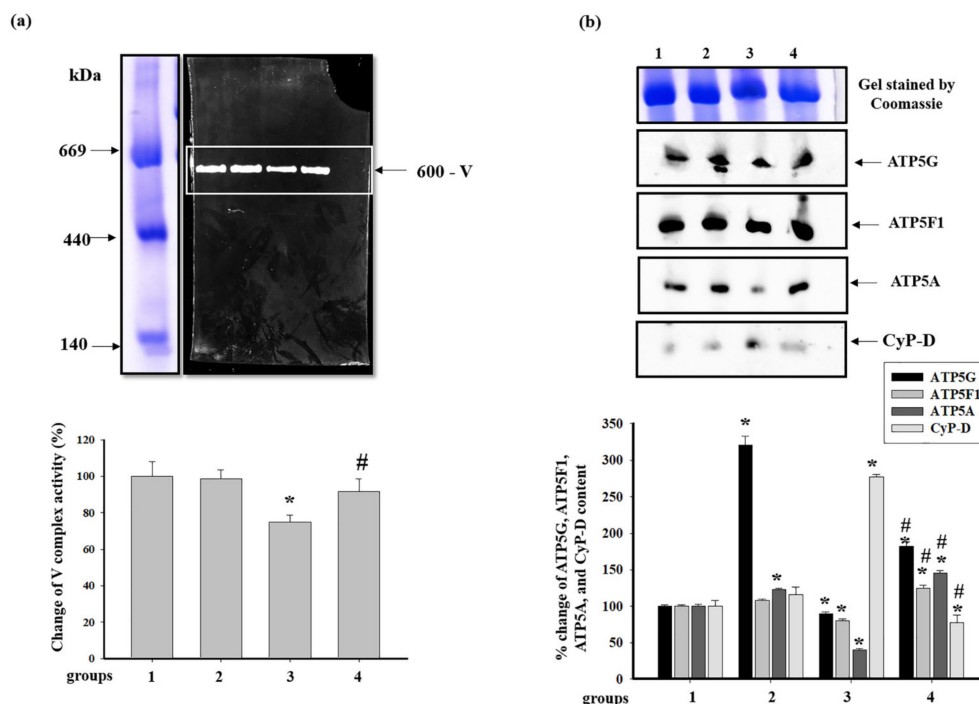 (a)
kDa
669
440
140
600 - V
Change of V complex activity (%)
120
100
80
60
40
20
0
*
#
groups 1 2 3 4
(b)
1 2 3 4
Gel stained by
Coomassie
ATP5G
ATP5F1
ATP5A
CyP-D
ATP5G
ATP5F1
ATP5A
CyP-D
% change of ATP5G, ATP5F1,
ATP5A, and CyP-D content
350
300
250
200
150
100
50
0
*
*
* * * *
# # # #
* * * *
groups 1 2 3 4